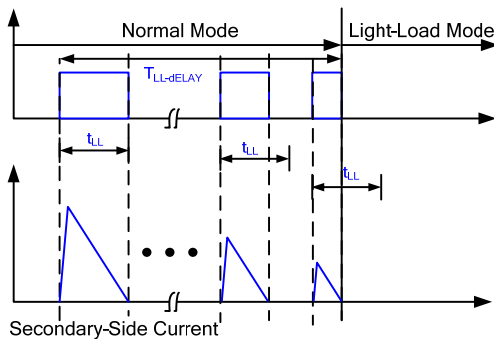 Normal Mode
Light-Load Mode
TLL-dELAY
tLL
tLL
tLL
Secondary-Side Current